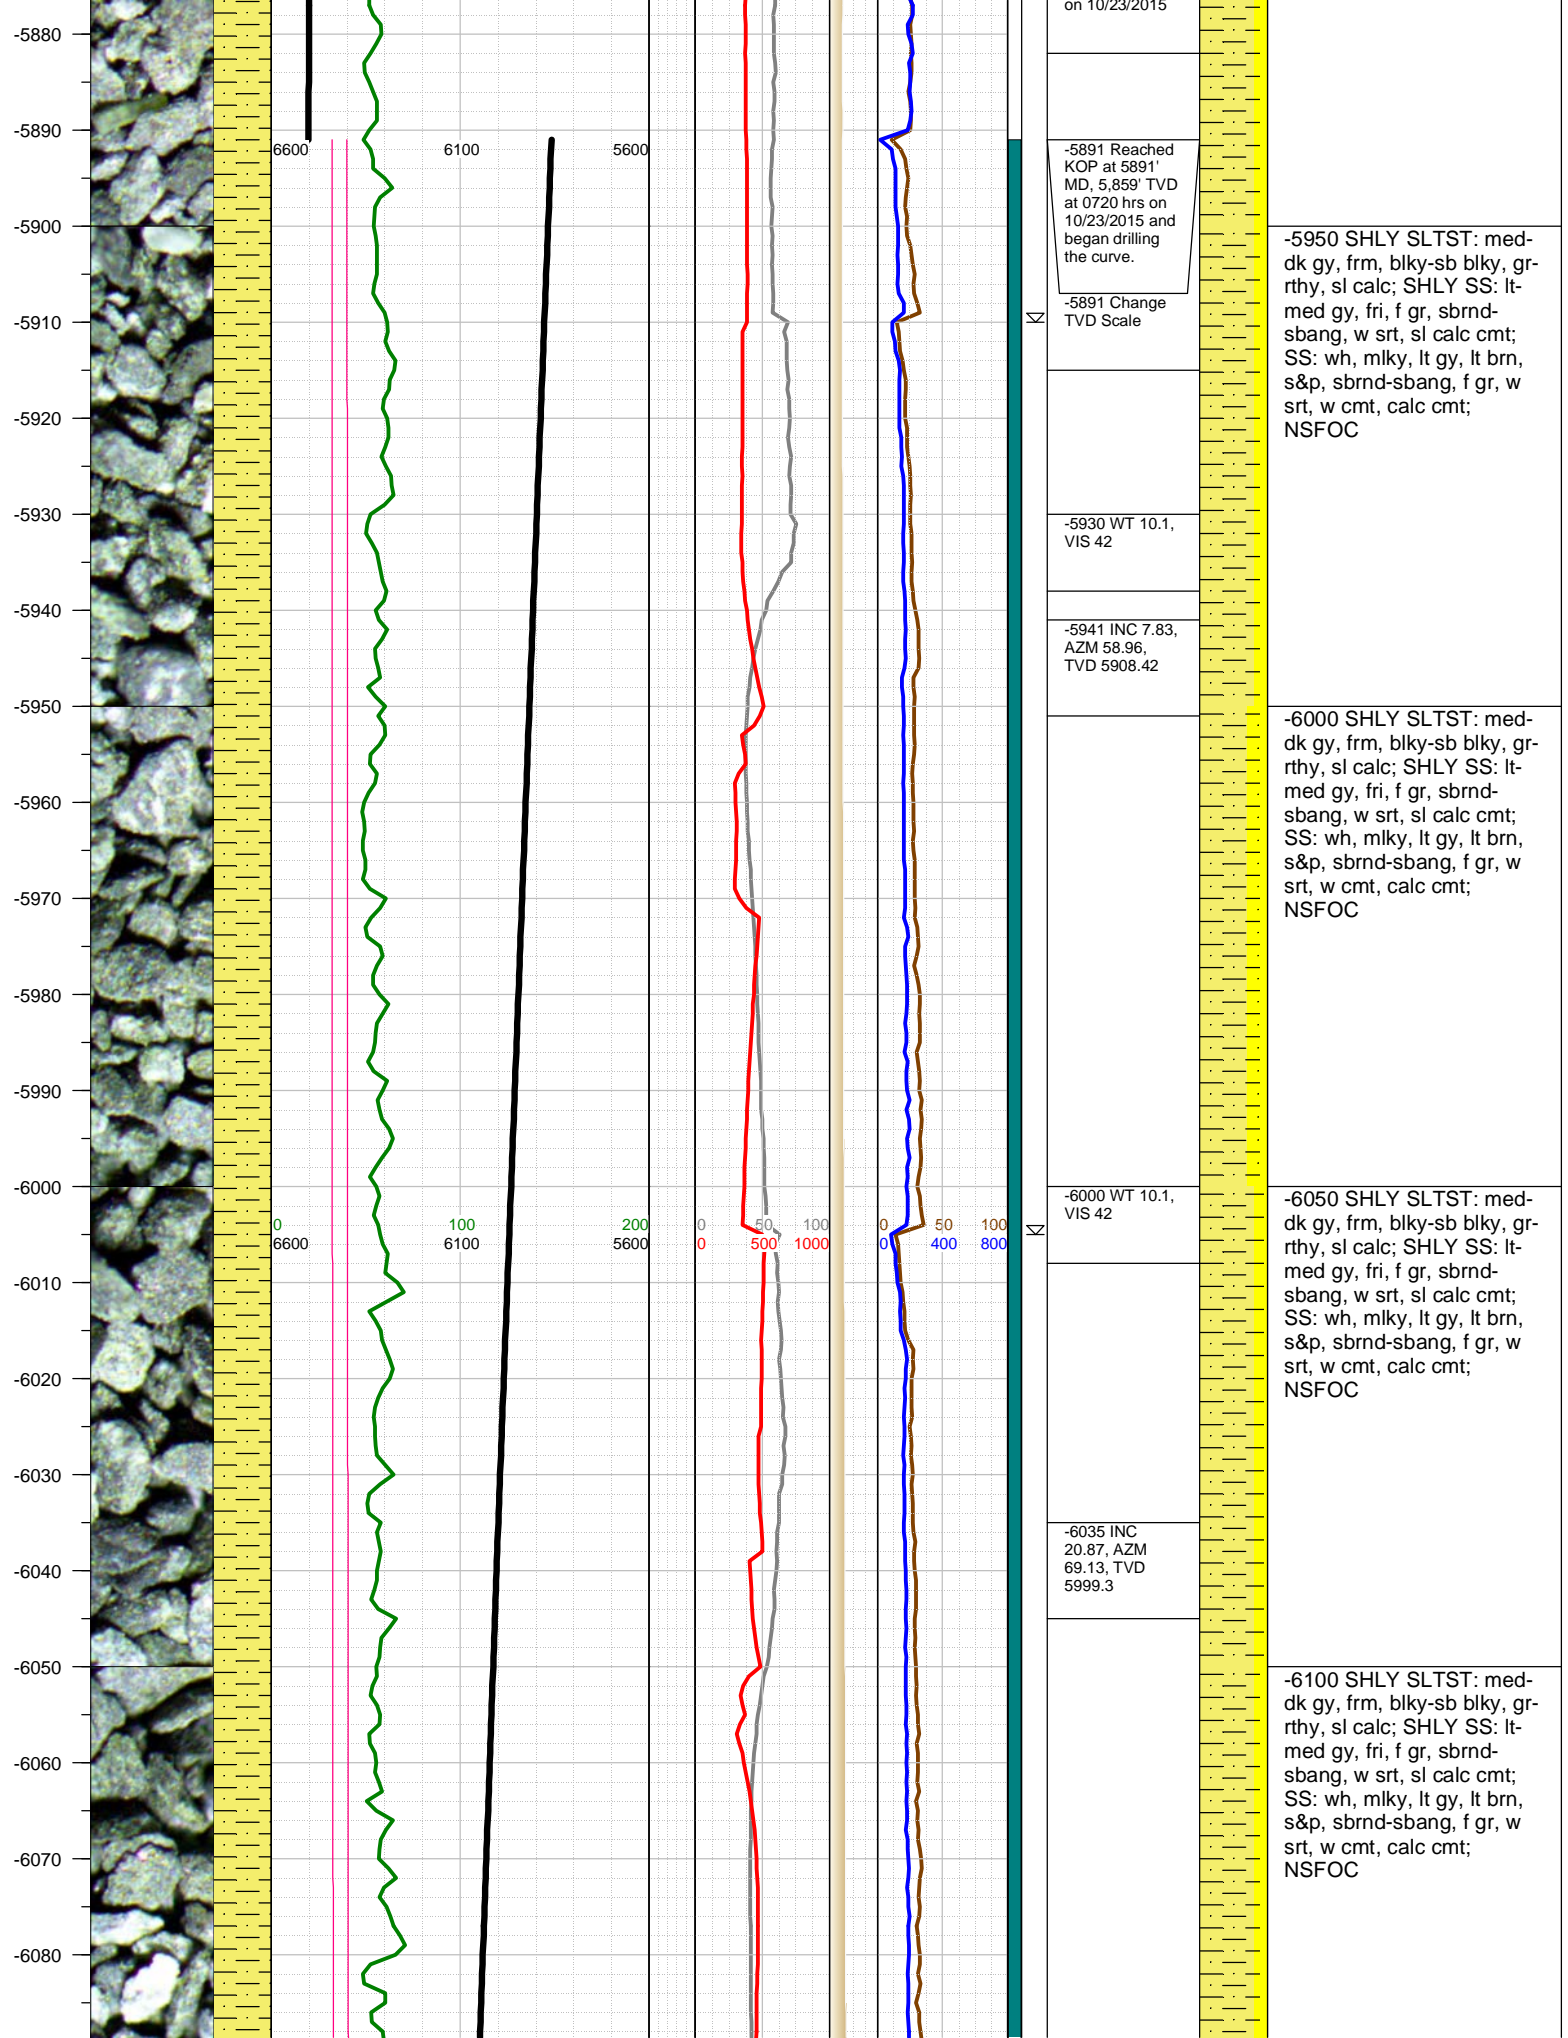 on 10/23/2015
-5880
-5890
6600 6100 5600
-5891 Reached
KOP at 5891'
MD, 5,859' TVD
at 0720 hrs on
10/23/2015 and
began drilling
the curve.
-5891 Change
TVD Scale
-5900
-5950 SHLY SLTST: med-
dk gy, frm, blky-sb blky, gr-
rthy, sl calc; SHLY SS: lt-
med gy, fri, f gr, sbrnd-
sbang, w srt, sl calc cmt;
SS: wh, mlky, lt gy, lt brn,
s&p, sbrnd-sbang, f gr, w
srt, w cmt, calc cmt;
NSFOC
-5910
-5920
-5930
-5930 WT 10.1,
VIS 42
-5940
-5941 INC 7.83,
AZM 58.96,
TVD 5908.42
-5950
-6000 SHLY SLTST: med-
dk gy, frm, blky-sb blky, gr-
rthy, sl calc; SHLY SS: lt-
med gy, fri, f gr, sbrnd-
sbang, w srt, sl calc cmt;
SS: wh, mlky, lt gy, lt brn,
s&p, sbrnd-sbang, f gr, w
srt, w cmt, calc cmt;
NSFOC
-5960
-5970
-5980
-5990
-6000
-6000 WT 10.1,
VIS 42
0 100 200 0 50 100 0 50 100
6600 6100 5600 0 500 1000 0 400 800
-6050 SHLY SLTST: med-
dk gy, frm, blky-sb blky, gr-
rthy, sl calc; SHLY SS: lt-
med gy, fri, f gr, sbrnd-
sbang, w srt, sl calc cmt;
SS: wh, mlky, lt gy, lt brn,
s&p, sbrnd-sbang, f gr, w
srt, w cmt, calc cmt;
NSFOC
-6010
-6020
-6030
-6035 INC
20.87, AZM
69.13, TVD
5999.3
-6040
-6050
-6100 SHLY SLTST: med-
dk gy, frm, blky-sb blky, gr-
rthy, sl calc; SHLY SS: lt-
med gy, fri, f gr, sbrnd-
sbang, w srt, sl calc cmt;
SS: wh, mlky, lt gy, lt brn,
s&p, sbrnd-sbang, f gr, w
srt, w cmt, calc cmt;
NSFOC
-6060
-6070
-6080